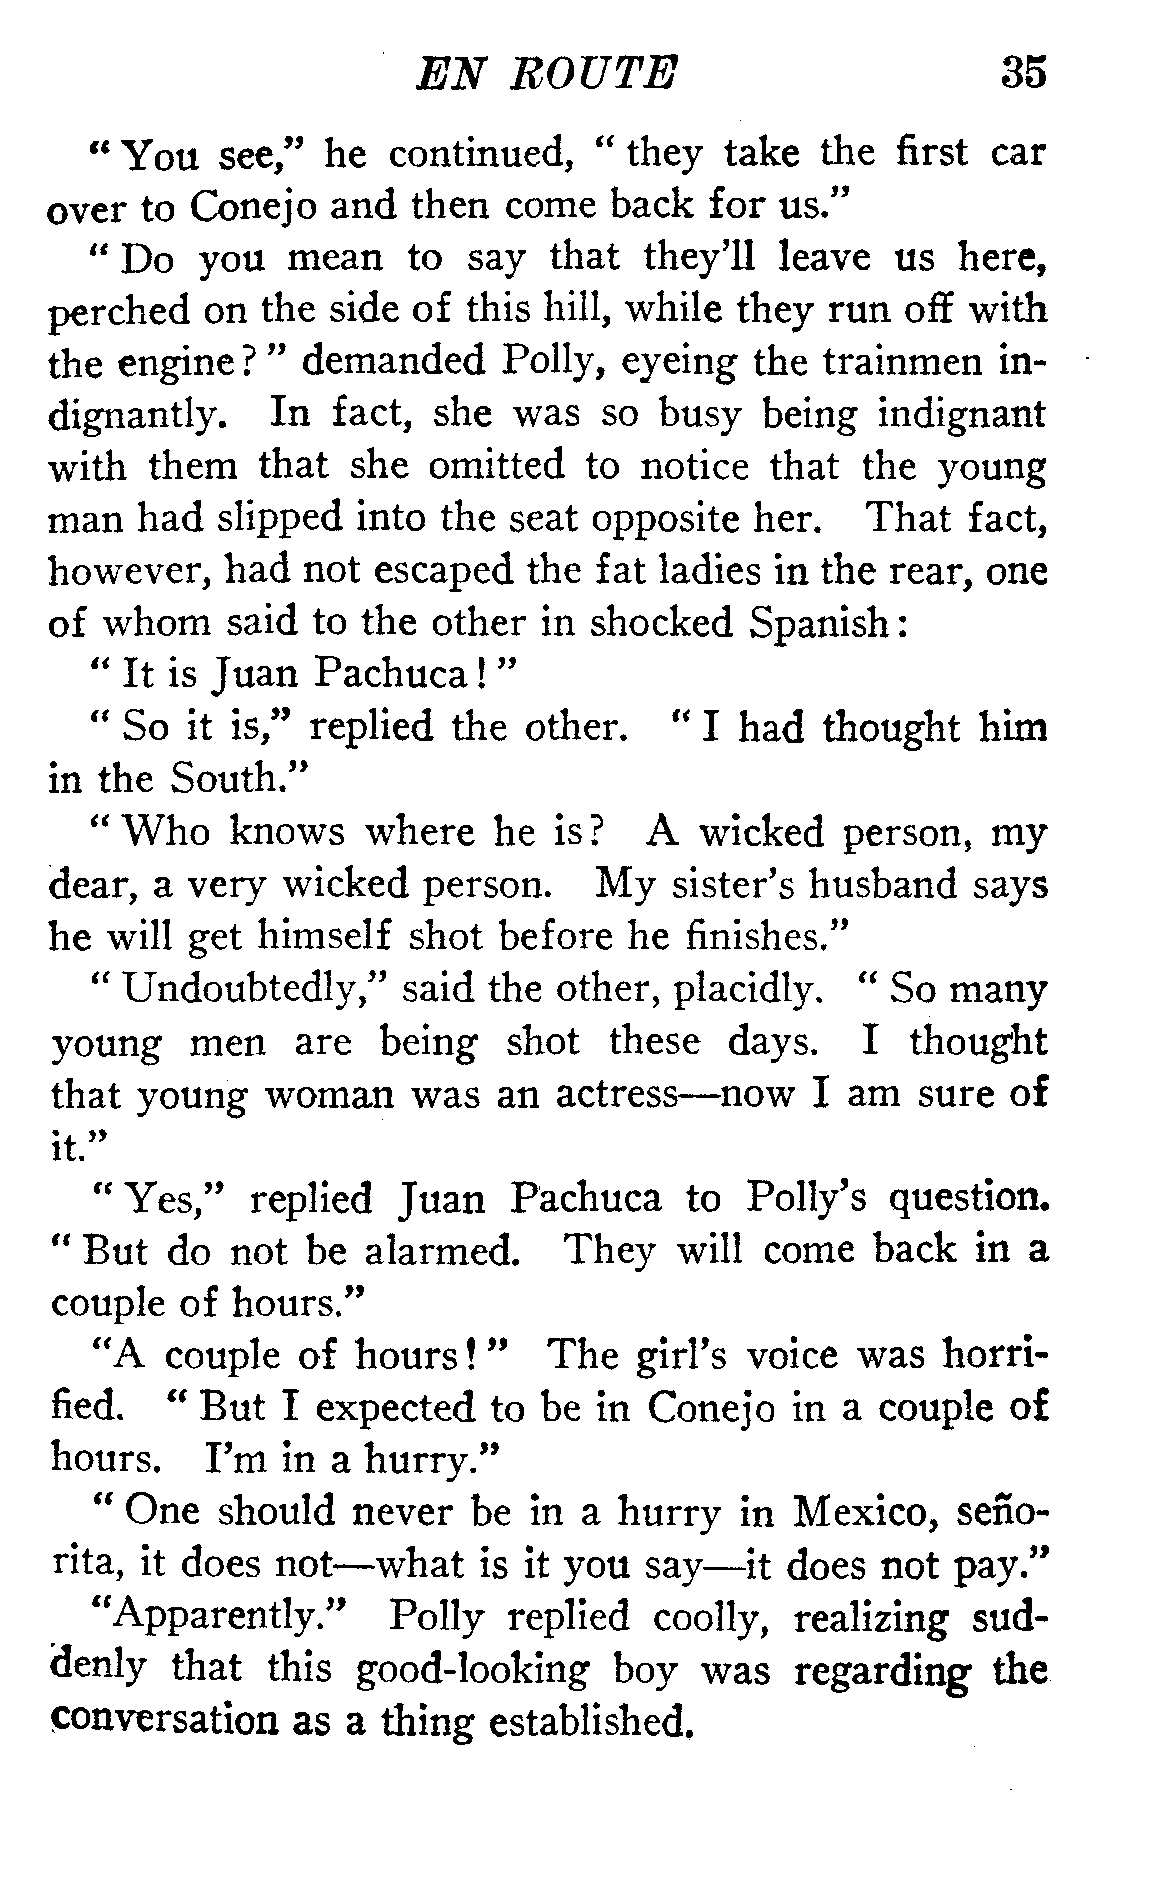 EN ROUTE 35
“ You see,” he continued, “ they take the first car
over to Conejo and then come back for us.”
“ Do you mean to say that they’ll leave us here,
perched on the side of this hill, while they run off with
the engine? ” demanded Polly, eyeing the trainmen in-
dignantly. In fact, she was so busy being indignant
with them that she omitted to notice that the young
man had slipped into the seat opposite her. That fact,
however, had not escaped the fat ladies in the rear, one
of whom said to the other in shocked Spanish:
“ It is Juan Pachuca! ”
“ So it is,” replied the other. “ I had thought him
in the South.”
“ Who knows where he is? A wicked person, my
dear, a very wicked person. My sister’s husband says
he will get himself shot before he finishes.”
“ Undoubtedly,” said the other, placidly. “ So many
young men are being shot these days. I thought
that young woman was an actress—now I am sure of
it.”
“ Yes,” replied Juan Pachuca to Polly’s question.
“ But do not be alarmed. They will come back in a
couple of hours.”
“A couple of hours! ” The girl’s voice was horri-
fied. “ But I expected to be in Conejo in a couple of
hours. I’m in a hurry.”
“ One should never be in a hurry in Mexico, seño-
rita, it does not—what is it you say—it does not pay.”
“Apparently.” Polly replied coolly, realizing sud-
denly that this good-looking boy was regarding the
conversation as a thing established.